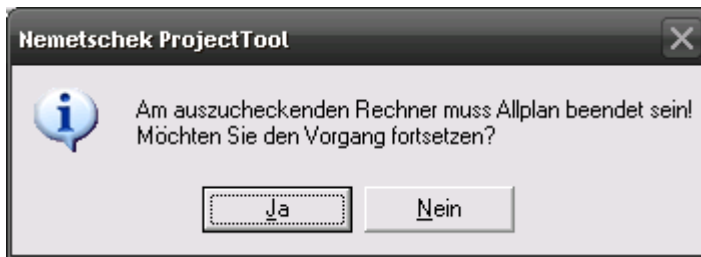 Nemetschek ProjectTool
Am auszucheckenden Rechner muss Allplan beendet sein!
Möchten Sie den Vorgang fortsetzen?
Ja
Nein